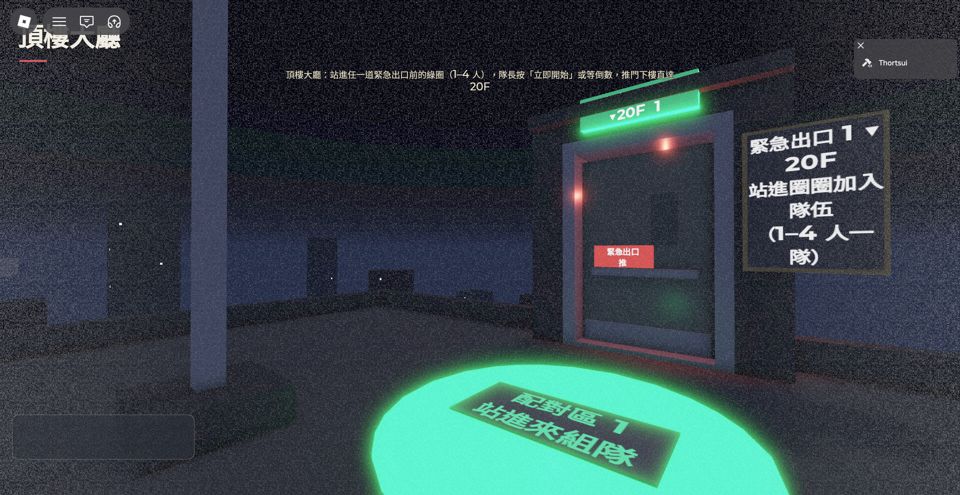 頂樓大廳
頂樓大廳：站進任一道緊急出口前的綠圈（1–4 人），隊長按「立即開始」或等倒數，推門下樓直達
20F
Thortsui
▼20F 1
緊急出口 1 ▼
20F
站進圈圈加入
隊伍
（1–4 人一
隊）
緊急出口
推
配對區 1
站進來組隊